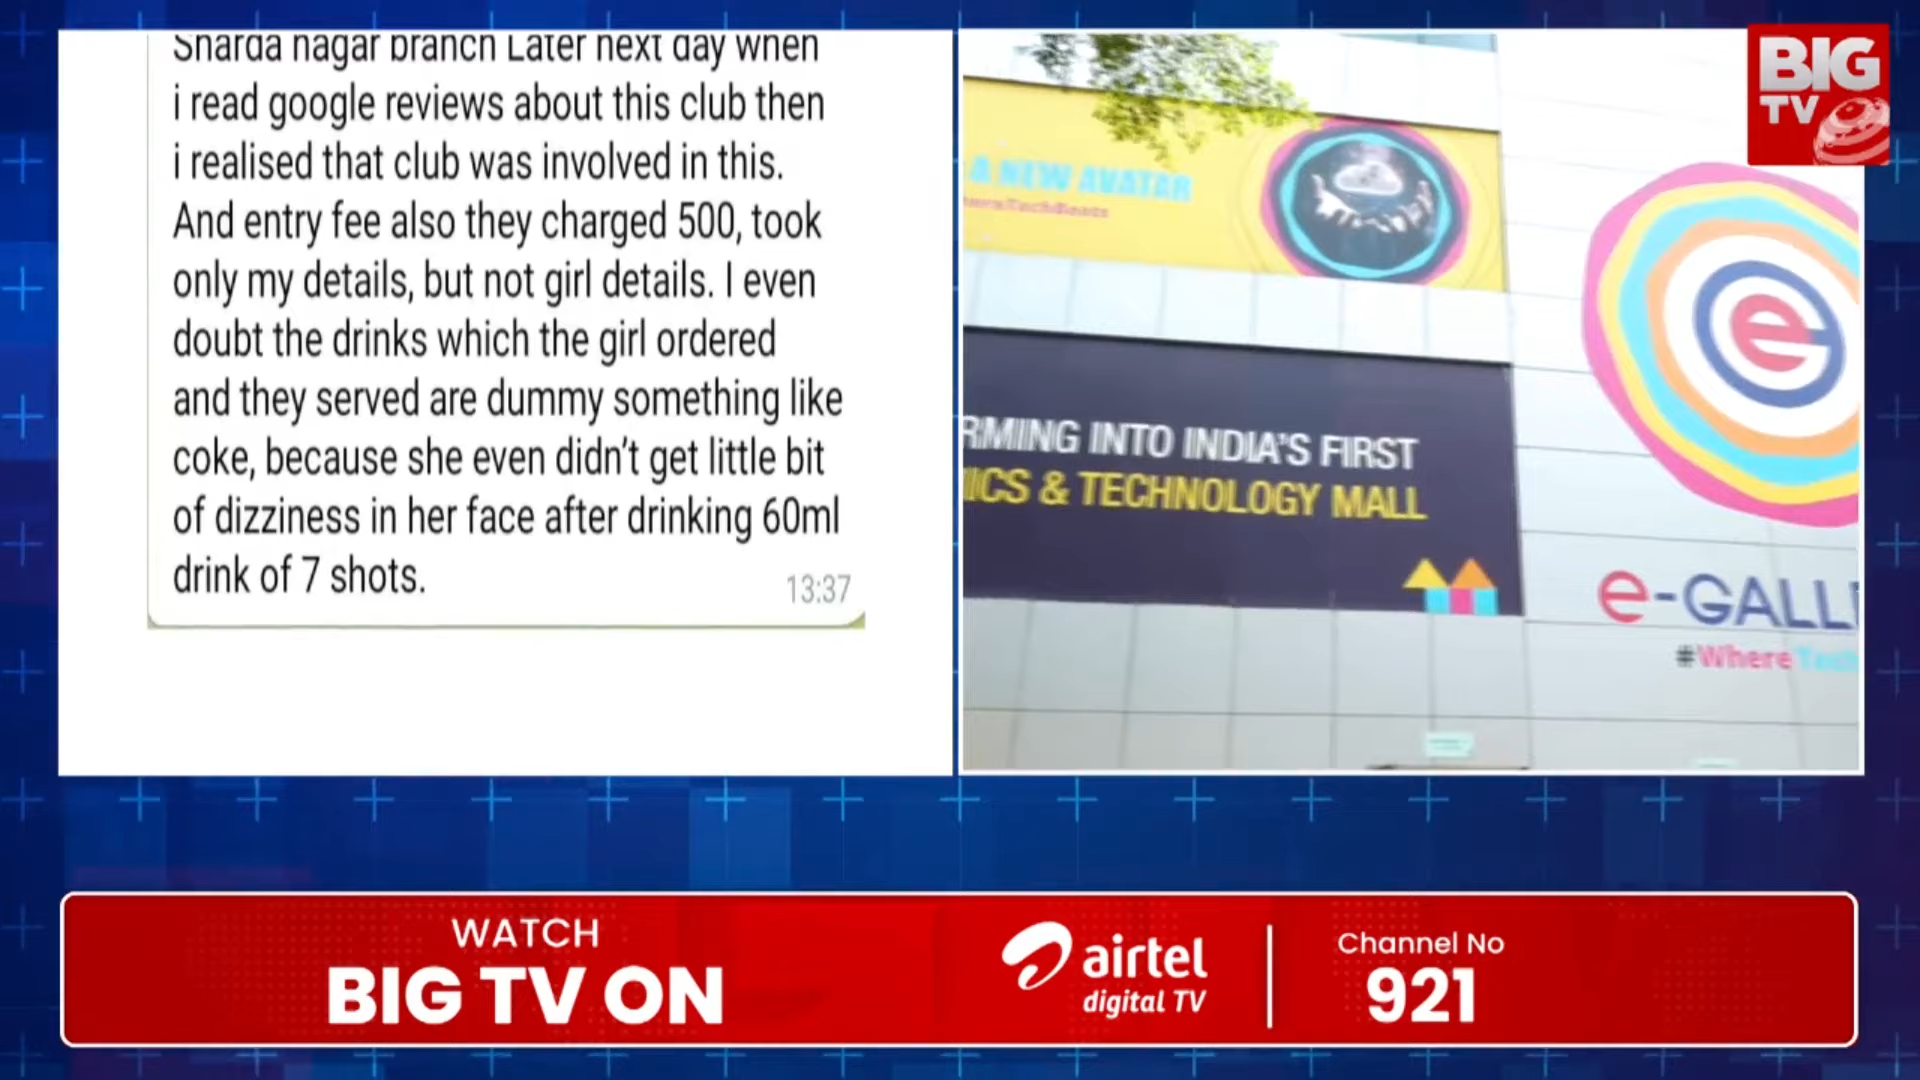 Sharda nagar branch Later next day when
i read google reviews about this club then
i realised that club was involved in this.
And entry fee also they charged 500, took
only my details, but not girl details. I even
doubt the drinks which the girl ordered
and they served are dummy something like
coke, because she even didn't get little bit
of dizziness in her face after drinking 60ml
drink of 7 shots.
13:37
A NEW AVATAR
RMING INTO INDIA'S FIRST
ICS & TECHNOLOGY MALL
e
e-GALL
#WhereTech
BIG
TV
WATCH
BIG TV ON
airtel
digital TV
Channel No
921